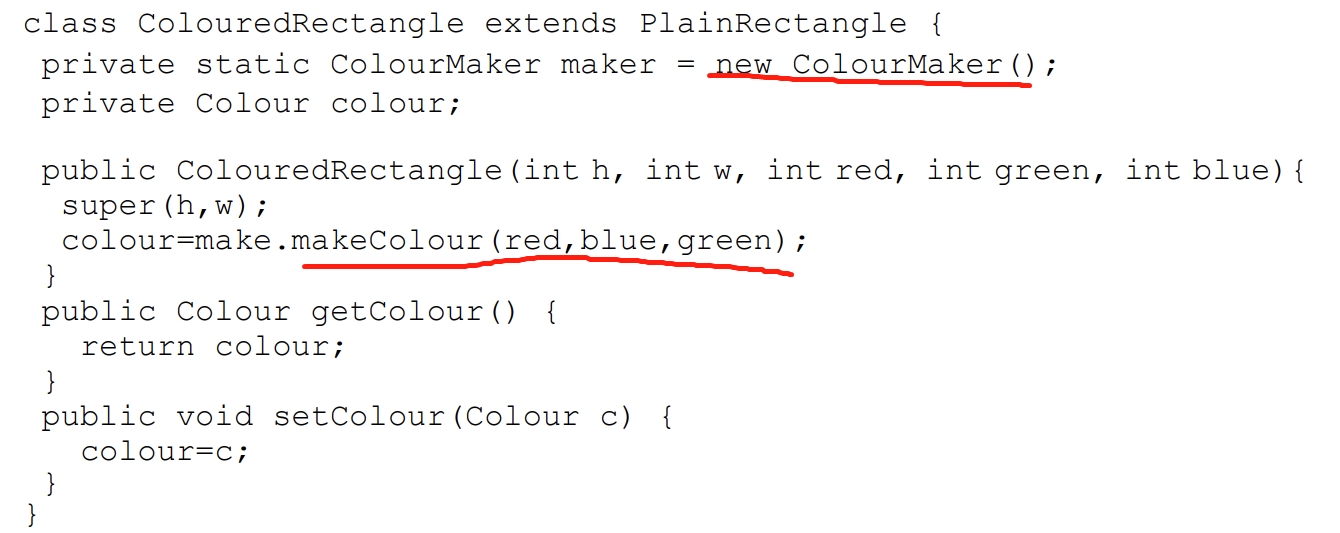 class ColouredRectangle extends PlainRectangle {
private static ColourMaker maker = new ColourMaker();
private Colour colour;
public ColouredRectangle(int h, int w, int red, int green, int blue){
super(h,w);
colour=make.makeColour(red,blue,green);
}
public Colour getColour() {
return colour;
}
public void setColour(Colour c) {
colour=c;
}
}